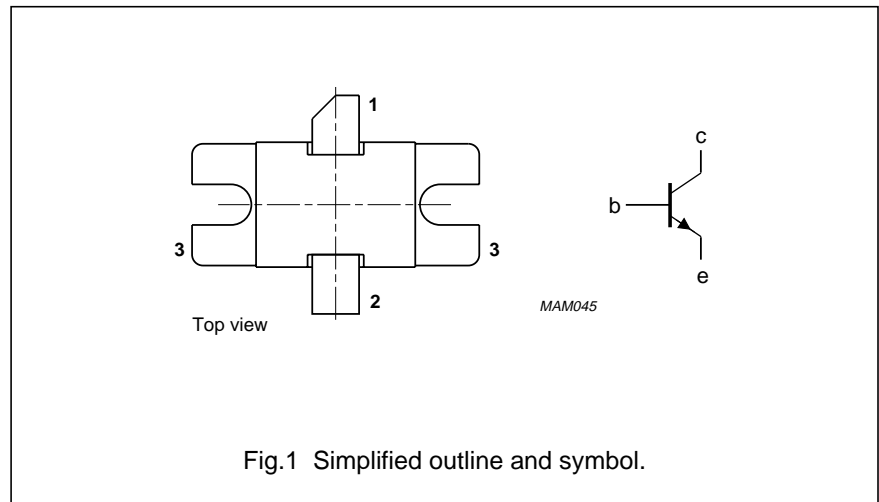 1
c
b
3
3
e
2
MAM045
Top view
Fig.1 Simplified outline and symbol.